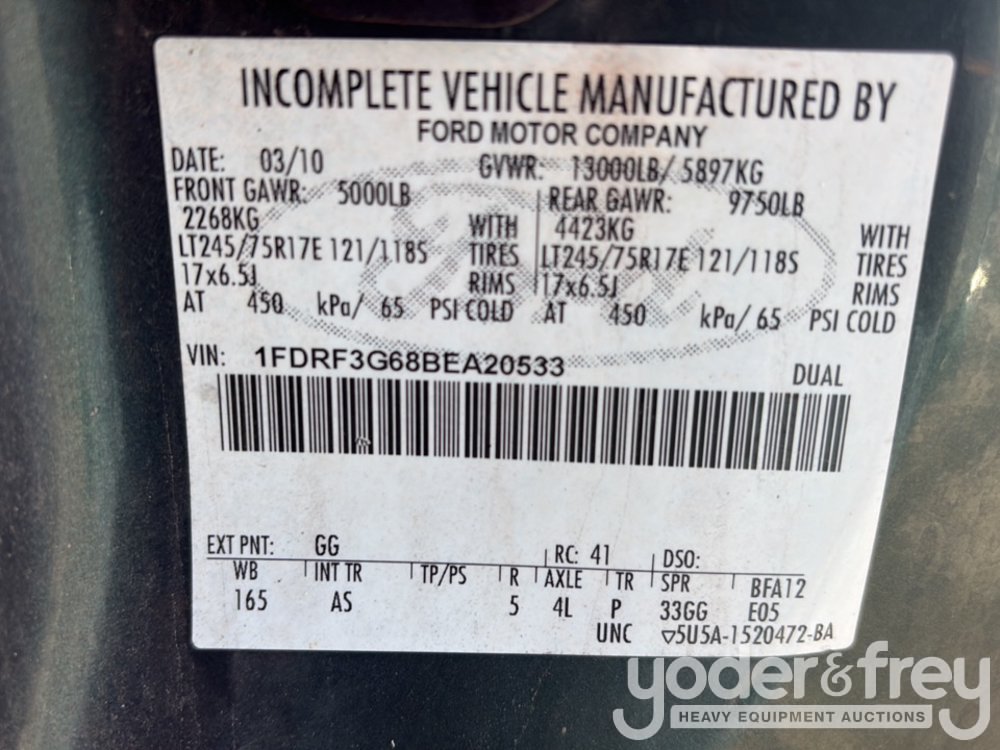 INCOMPLETE VEHICLE MANUFACTURED BY
FORD MOTOR COMPANY
DATE: 03/10 GVWR: 13000LB/ 5897KG
FRONT GAWR: 5000LB REAR GAWR: 9750LB
2268KG WITH 4423KG WITH
LT245/75R17E 121/118S TIRES LT245/75R17E 121/118S TIRES
17x6.5J RIMS 17x6.5J RIMS
AT 450 kPa/ 65 PSI COLD AT 450 kPa/ 65 PSI COLD
VIN: 1FDRF3G68BEA20533 DUAL
EXT PNT: GG RC: 41 DSO:
WB INT TR TP/PS R AXLE TR SPR BFA12
165 AS 5 4L P 33GG E05
UNC ▽5U5A-1520472-BA
yoder&frey
HEAVY EQUIPMENT AUCTIONS